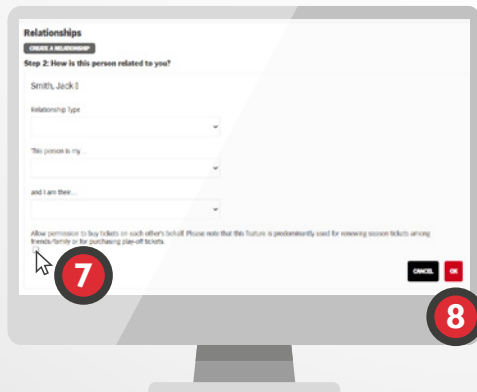 Relationships
CREATE A RELATIONSHIP
Step 2: How is this person related to you?
Smith, Jack
Relationship Type
This person is my...
and I am their...
Allow permission to buy tickets on each other's behalf. Please note that this feature is predominantly used for renewing season tickets among
friends/family or for purchasing play-off tickets.
7
CANCEL OK
8